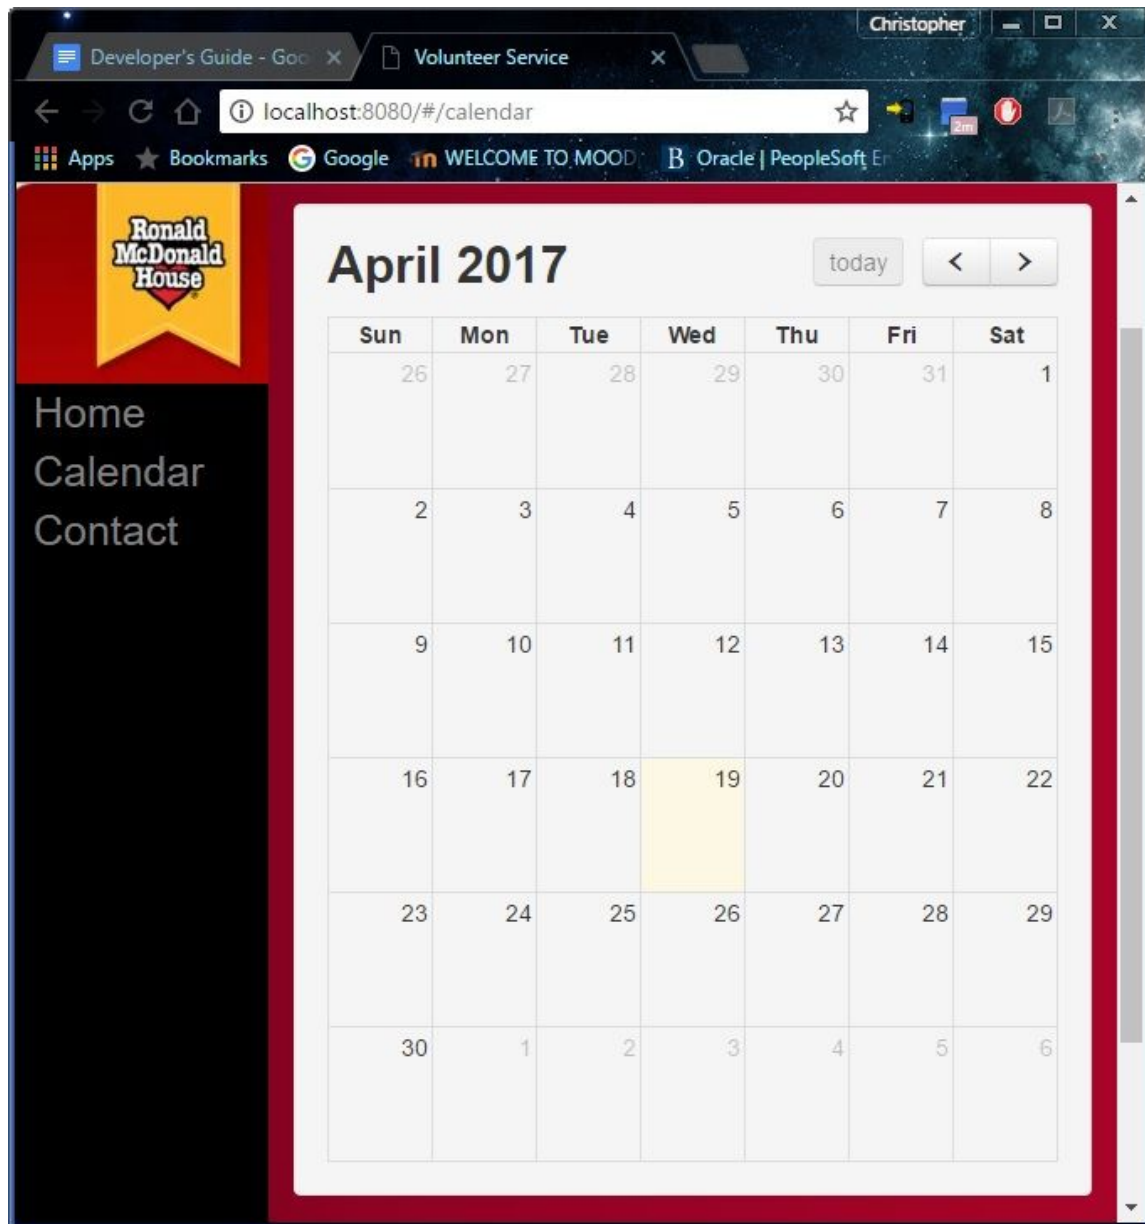 Christopher
Developer's Guide - Goo
Volunteer Service
localhost:8080/#/calendar
2m
Apps Bookmarks Google WELCOME TO MOOD Oracle | PeopleSoft En
Ronald
McDonald
House
Home
Calendar
Contact
April 2017 today < >
Sun Mon Tue Wed Thu Fri Sat
26 27 28 29 30 31 1
2 3 4 5 6 7 8
9 10 11 12 13 14 15
16 17 18 19 20 21 22
23 24 25 26 27 28 29
30 1 2 3 4 5 6